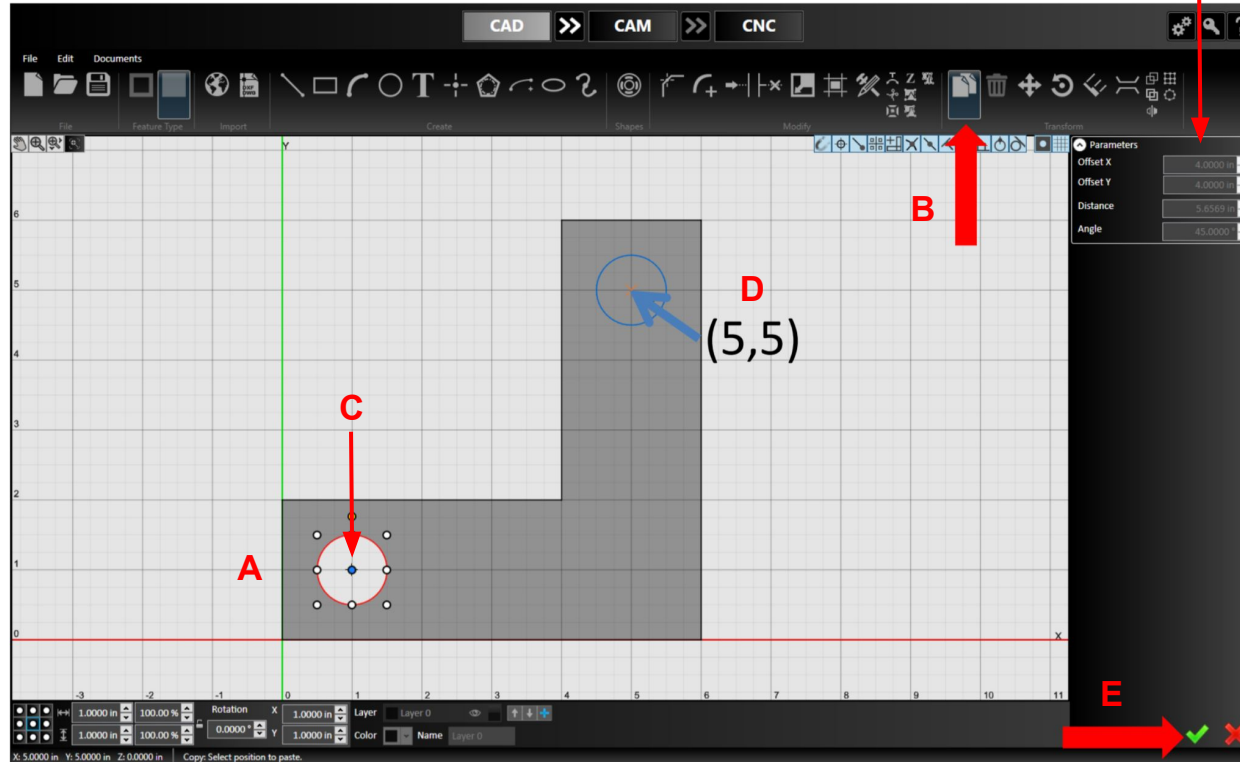 CAD >> CAM >> CNC
?
File Edit Documents
DXF
DWG
T
Z
File Feature Type Import Create Shapes Modify Transform
Y
Parameters
Offset X 4.0000 in
Offset Y 4.0000 in
Distance 5.6569 in
Angle 45.0000 °
B
6
5
D
(5,5)
4
C
3
2
A
1
0
X
-3 -2 -1 0 1 2 3 4 5 6 7 8 9 10 11
E
1.0000 in 100.00 % Rotation X 1.0000 in Layer Layer 0
1.0000 in 100.00 % 0.0000 ° Y 1.0000 in Color Name Layer 0
X: 5.0000 in Y: 5.0000 in Z: 0.0000 in Copy: Select position to paste.